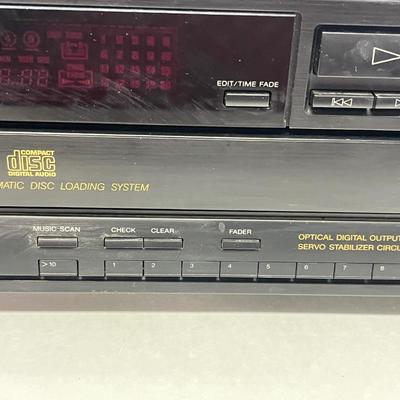 EDIT/TIME FADE
COMPACT
disc
DIGITAL AUDIO
MATIC DISC LOADING SYSTEM
MUSIC SCAN CHECK CLEAR FADER
OPTICAL DIGITAL OUTPUT
SERVO STABILIZER CIRCU
>10 1 2 3 4 5 6 7 8